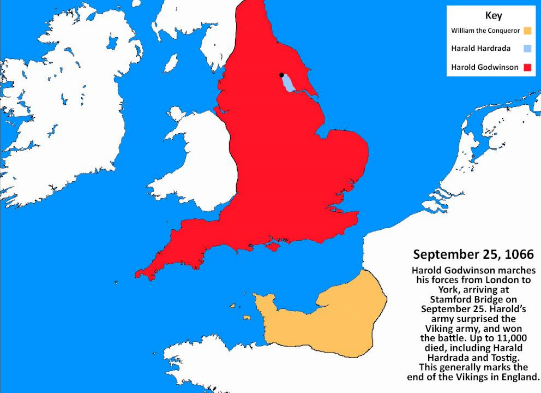 Key
William the Conqueror
Harald Hardrada
Harold Godwinson
September 25, 1066
Harold Godwinson marches
his forces from London to
York, arriving at
Stamford Bridge on
September 25. Harold's
army surprised the
Viking army, and won
the battle. Up to 11,000
died, including Harald
Hardrada and Tostig.
This generally marks the
end of the Vikings in England.